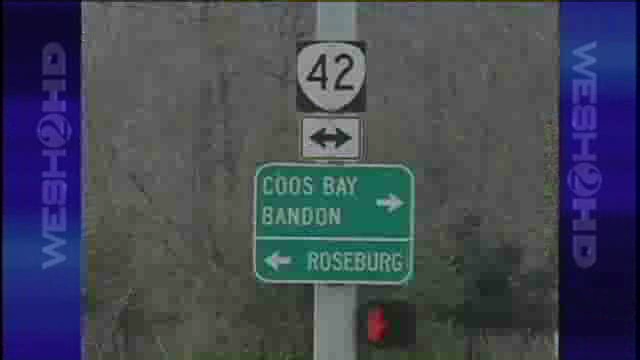 42
COOS BAY
BANDON
ROSEBURG
WESH 2 HD
WESH 2 HD